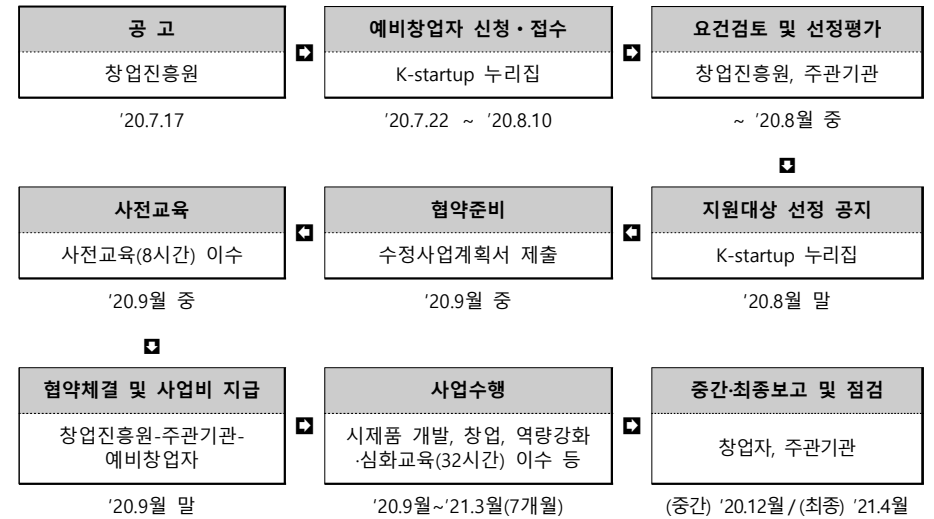 공 고
창업진흥원
'20.7.17
예비창업자 신청·접수
K-startup 누리집
'20.7.22 ~ '20.8.10
요건검토 및 선정평가
창업진흥원, 주관기관
~ '20.8월 중
지원대상 선정 공지
K-startup 누리집
'20.8월 말
협약준비
수정사업계획서 제출
'20.9월 중
사전교육
사전교육(8시간) 이수
'20.9월 중
협약체결 및 사업비 지급
창업진흥원-주관기관-
예비창업자
'20.9월 말
사업수행
시제품 개발, 창업, 역량강화
·심화교육(32시간) 이수 등
'20.9월~'21.3월(7개월)
중간·최종보고 및 점검
창업자, 주관기관
(중간) '20.12월 / (최종) '21.4월